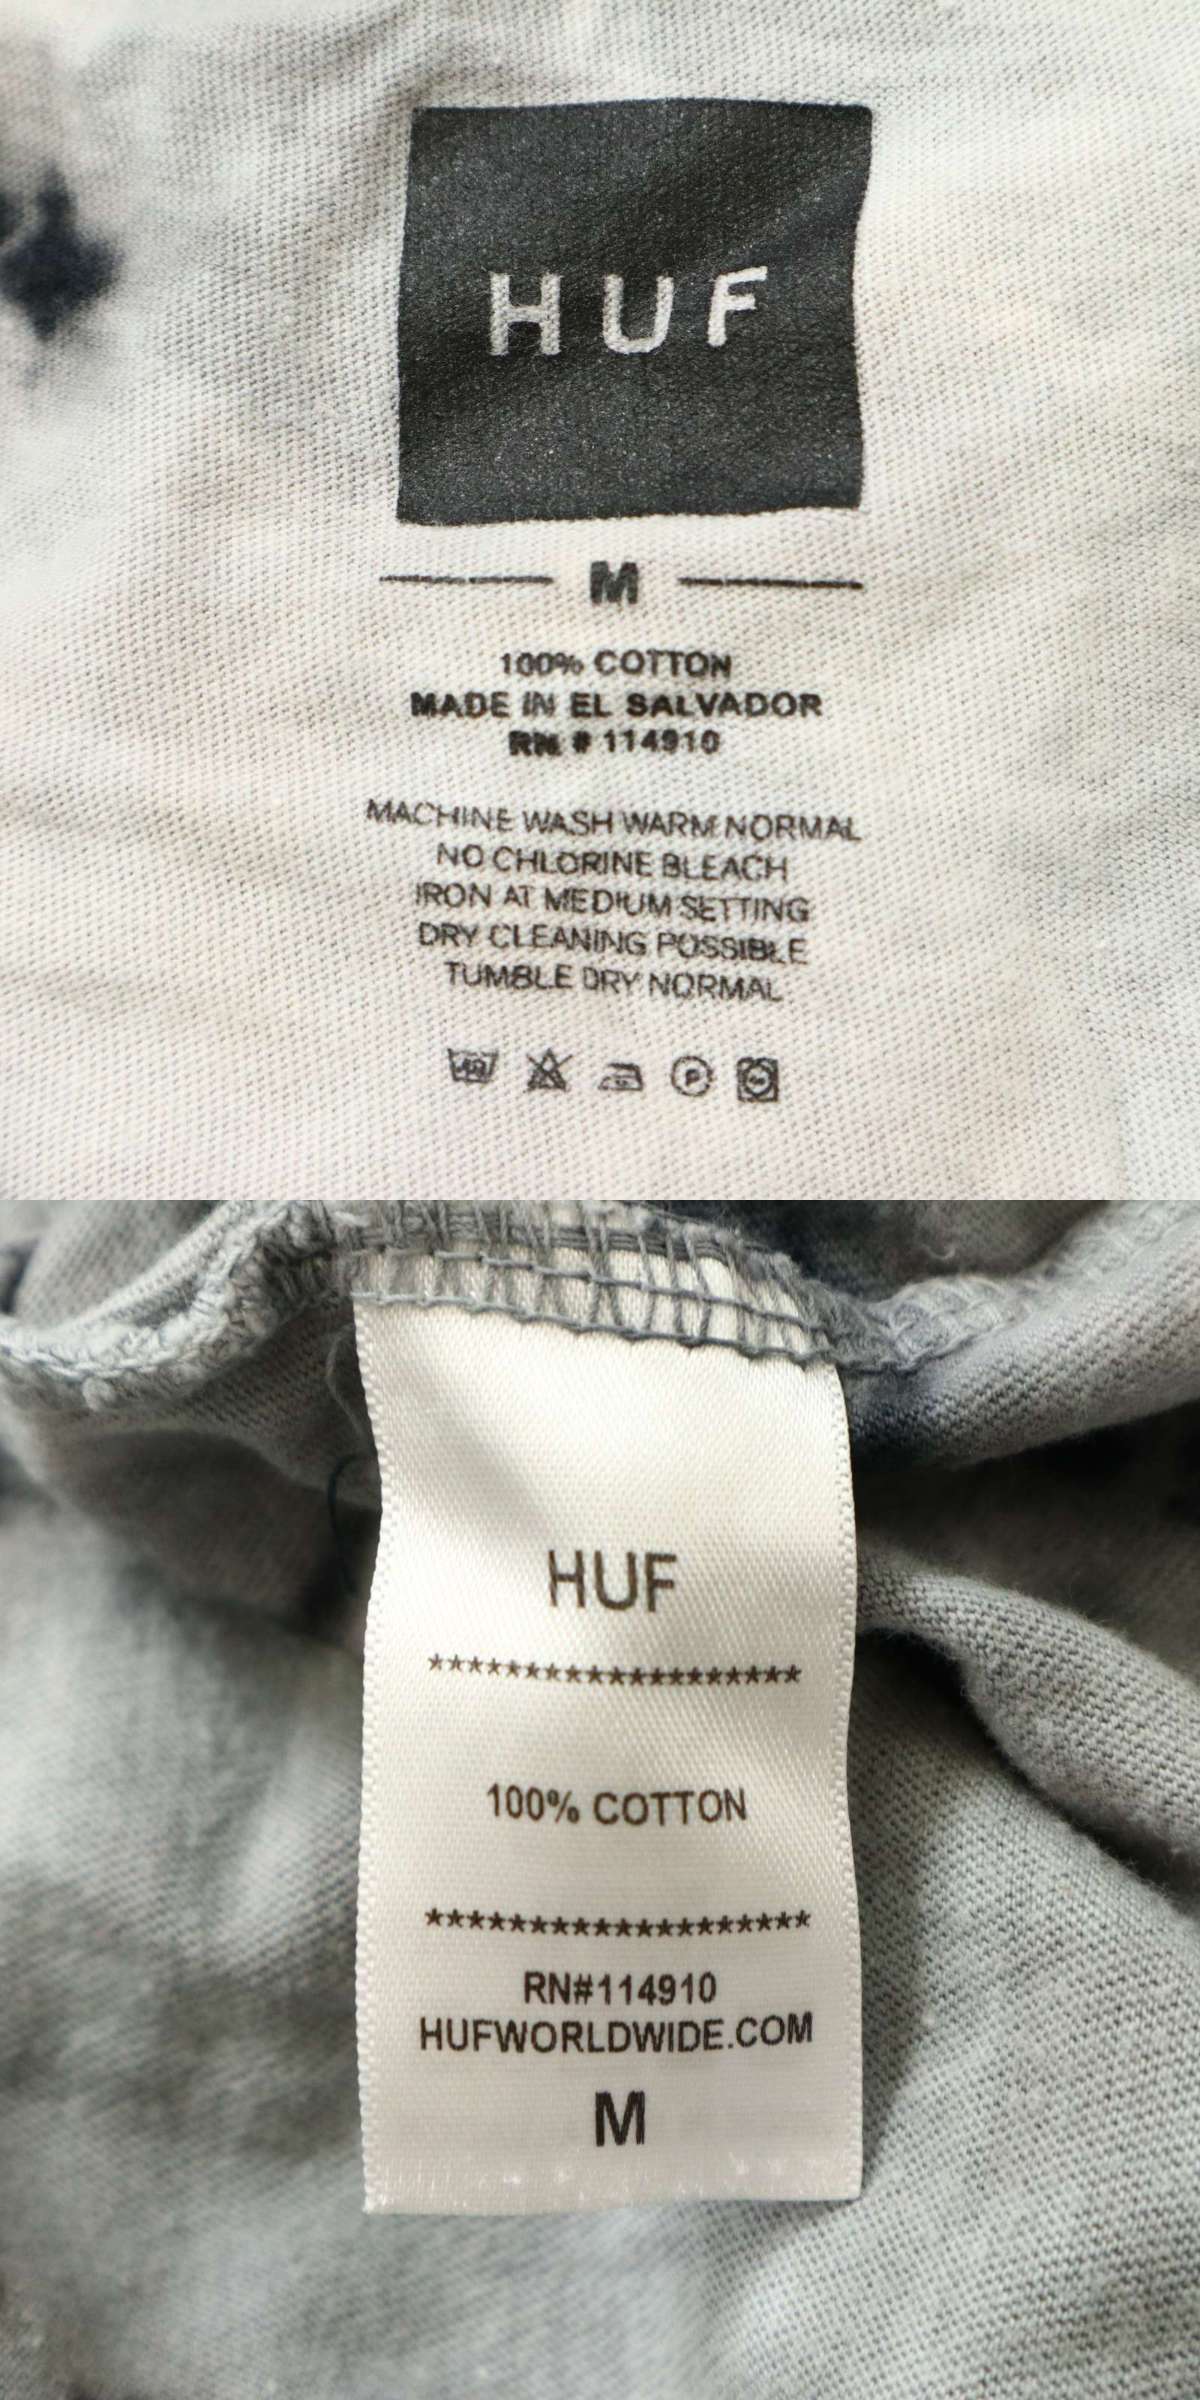 HUF
M
100% COTTON
MADE IN EL SALVADOR
RN # 114910
MACHINE WASH WARM NORMAL
NO CHLORINE BLEACH
IRON AT MEDIUM SETTING
DRY CLEANING POSSIBLE
TUMBLE DRY NORMAL
P
HUF
*******************
100% COTTON
*******************
RN#114910
HUFWORLDWIDE.COM
M